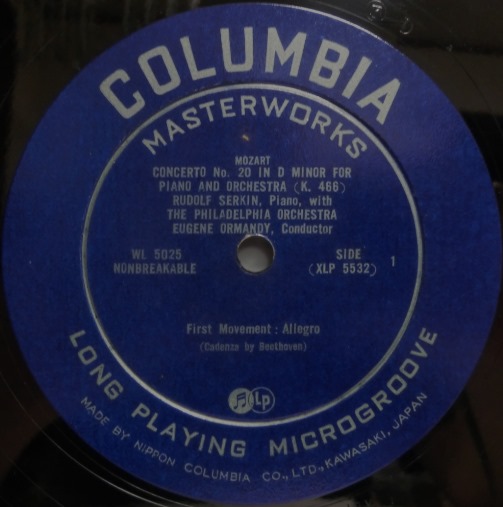 COLUMBIA
MASTERWORKS
MOZART
CONCERTO No. 20 IN D MINOR FOR
PIANO AND ORCHESTRA (K. 466)
RUDOLF SERKIN, Piano, with
THE PHILADELPHIA ORCHESTRA
EUGENE ORMANDY, Conductor
WL 5025
NONBREAKABLE
SIDE 1
(XLP 5532)
First Movement : Allegro
(Cadenza by Beethoven)
Lp
LONG PLAYING MICROGROOVE
MADE BY NIPPON COLUMBIA CO., LTD., KAWASAKI, JAPAN